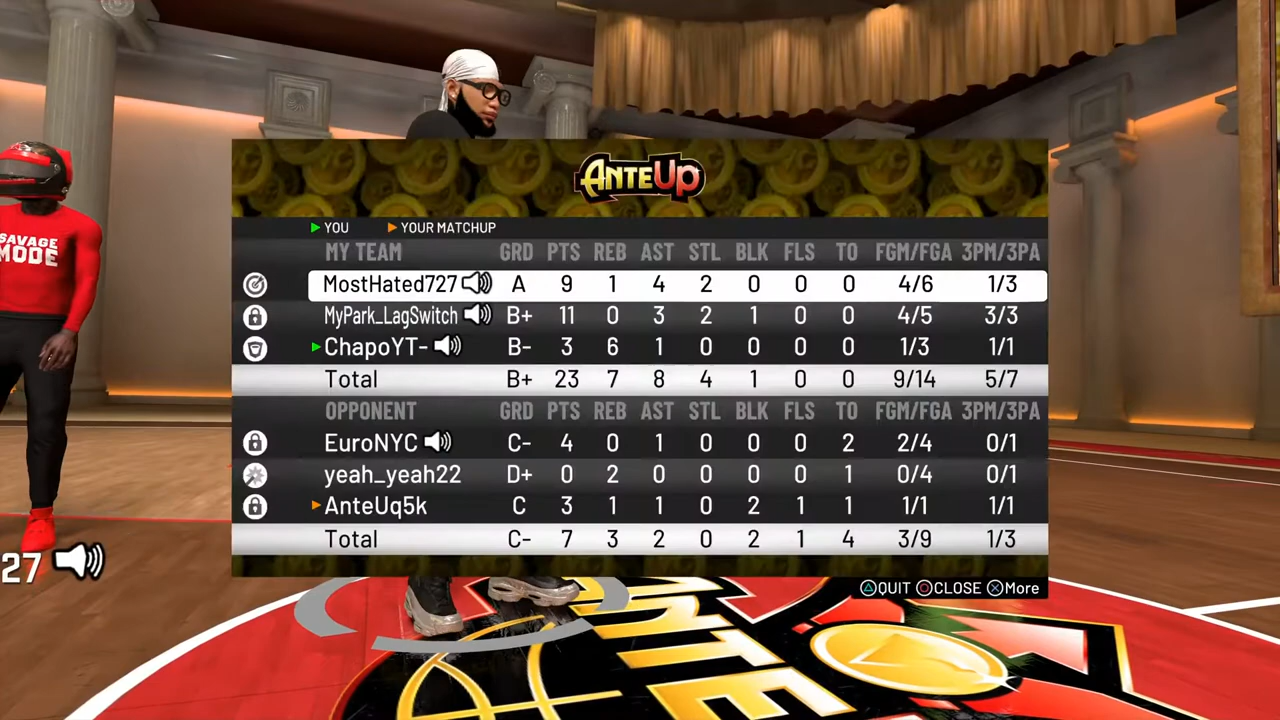 ANTEUP
YOU YOUR MATCHUP
MY TEAM GRD PTS REB AST STL BLK FLS TO FGM/FGA 3PM/3PA
MostHated727 A 9 1 4 2 0 0 0 4/6 1/3
MyPark_LagSwitch B+ 11 0 3 2 1 0 0 4/5 3/3
ChapoYT- B- 3 6 1 0 0 0 0 1/3 1/1
Total B+ 23 7 8 4 1 0 0 9/14 5/7
OPPONENT GRD PTS REB AST STL BLK FLS TO FGM/FGA 3PM/3PA
EuroNYC C- 4 0 1 0 0 0 2 2/4 0/1
yeah_yeah22 D+ 0 2 0 0 0 0 1 0/4 0/1
AnteUq5k C 3 1 1 0 2 1 1 1/1 1/1
Total C- 7 3 2 0 2 1 4 3/9 1/3
SAVAGE
MODE
27
QUIT CLOSE More